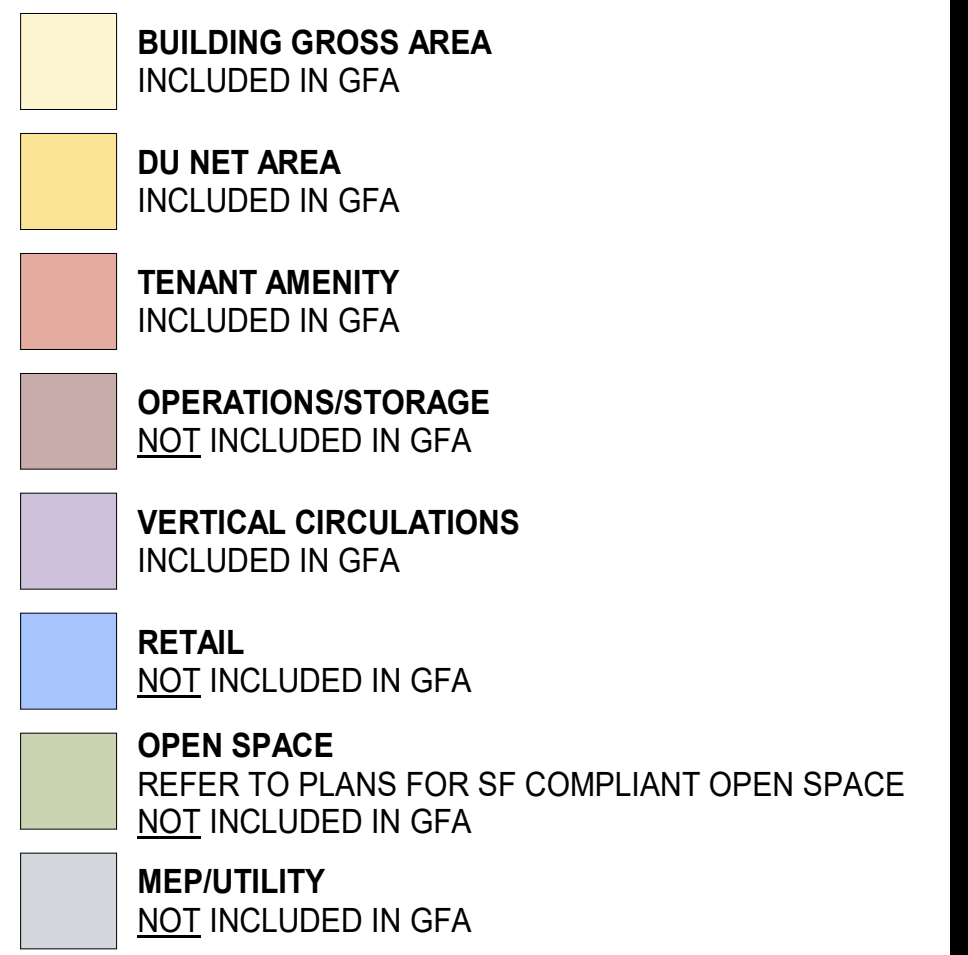 BUILDING GROSS AREA
INCLUDED IN GFA
DU NET AREA
INCLUDED IN GFA
TENANT AMENITY
INCLUDED IN GFA
OPERATIONS/STORAGE
NOT INCLUDED IN GFA
VERTICAL CIRCULATIONS
INCLUDED IN GFA
RETAIL
NOT INCLUDED IN GFA
OPEN SPACE
REFER TO PLANS FOR SF COMPLIANT OPEN SPACE
NOT INCLUDED IN GFA
MEP/UTILITY
NOT INCLUDED IN GFA